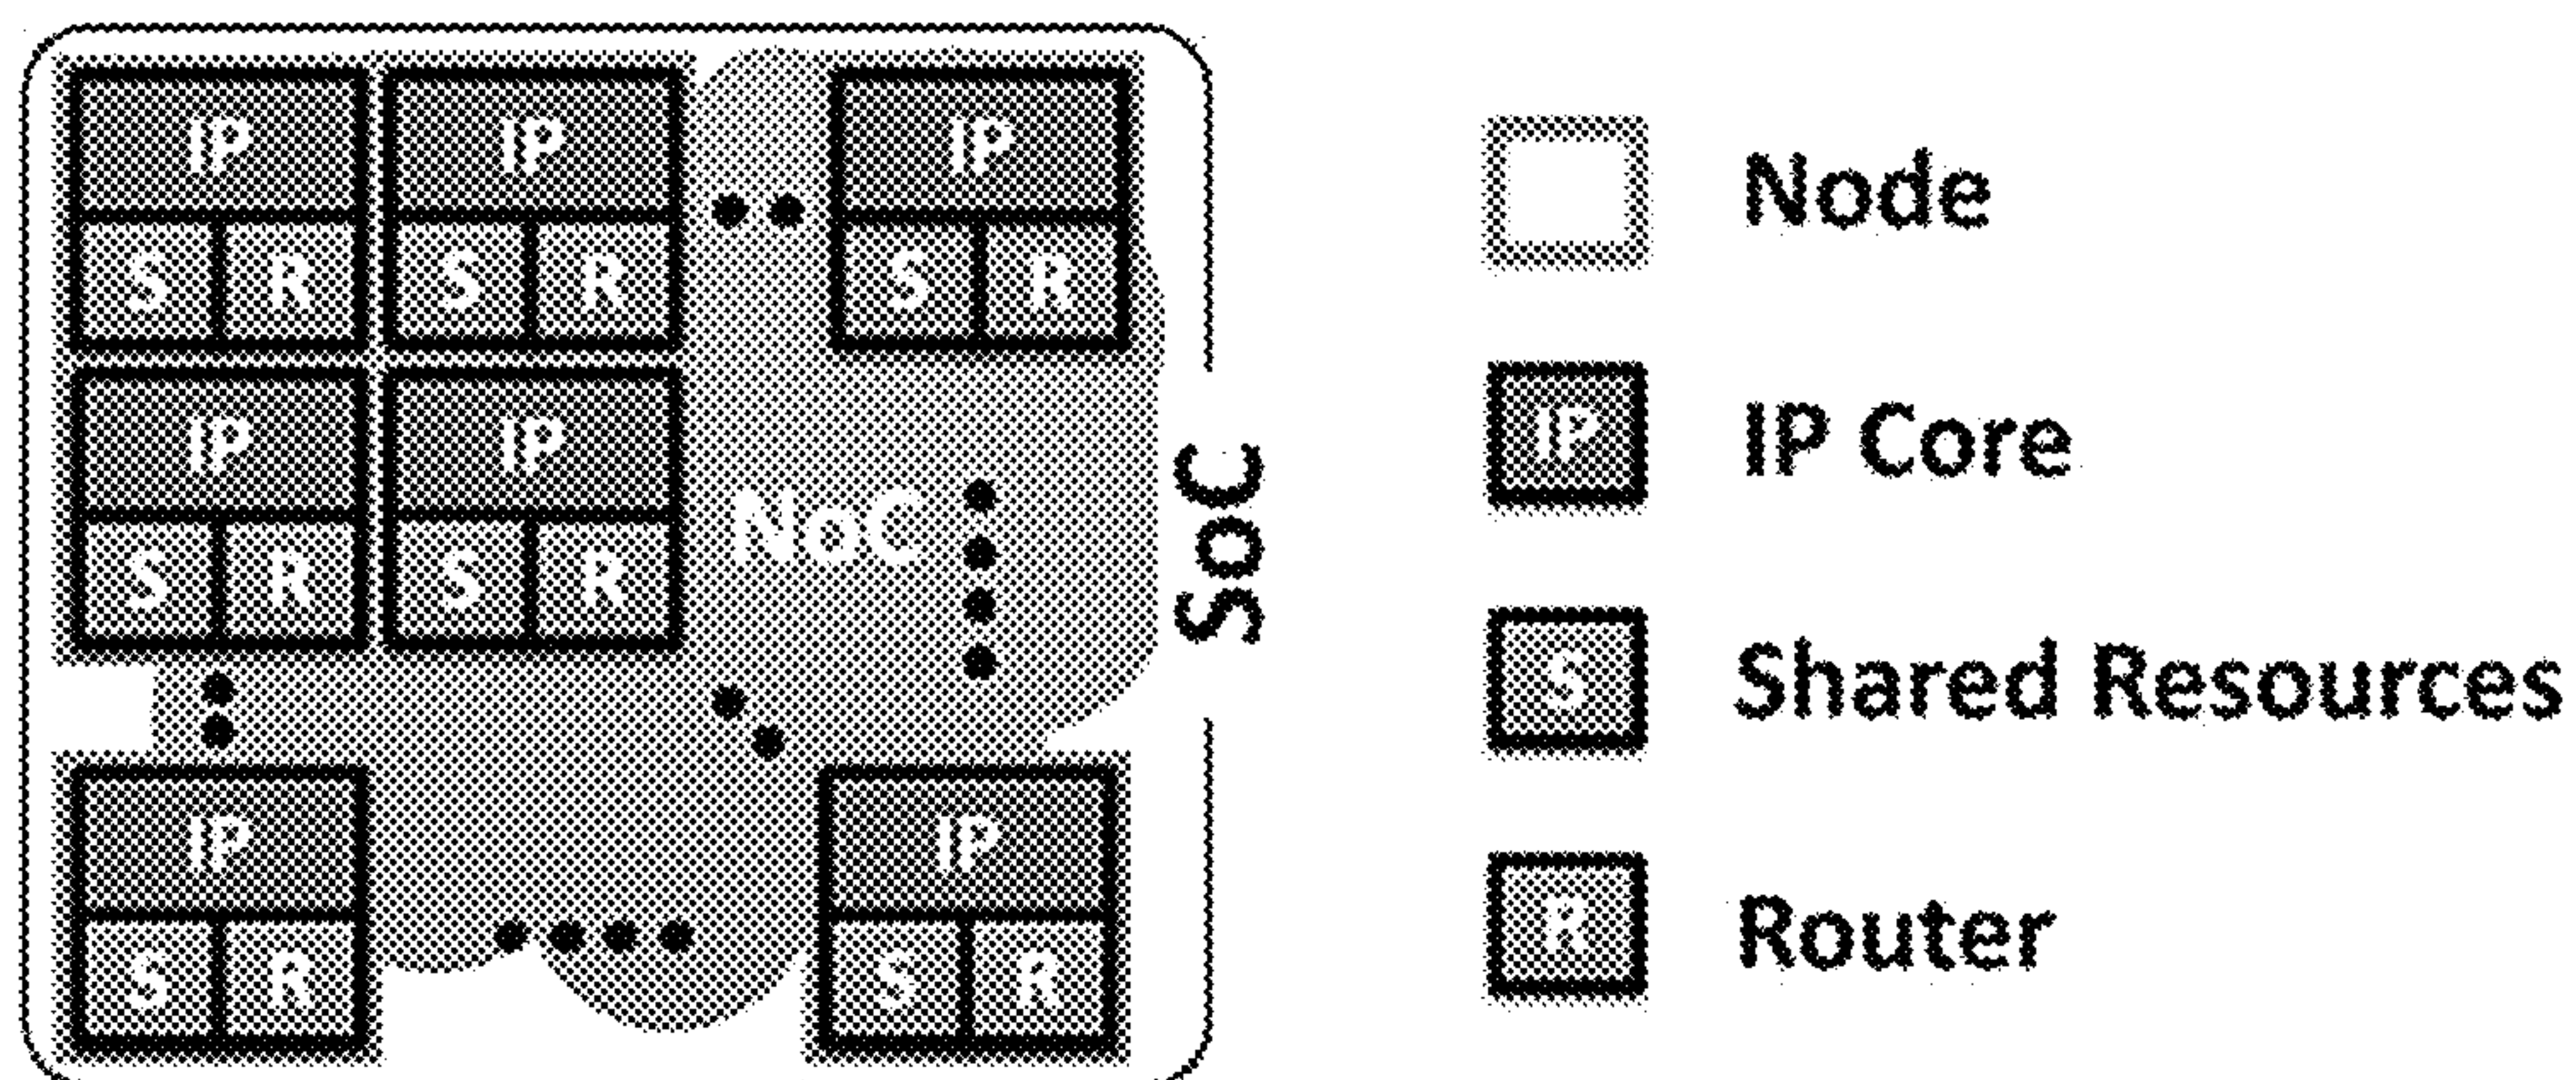 IP IP IP
S R S R S R
IP IP
S R S R
NoC
SoC
IP IP
S R S R
Node
IP IP Core
S Shared Resources
R Router